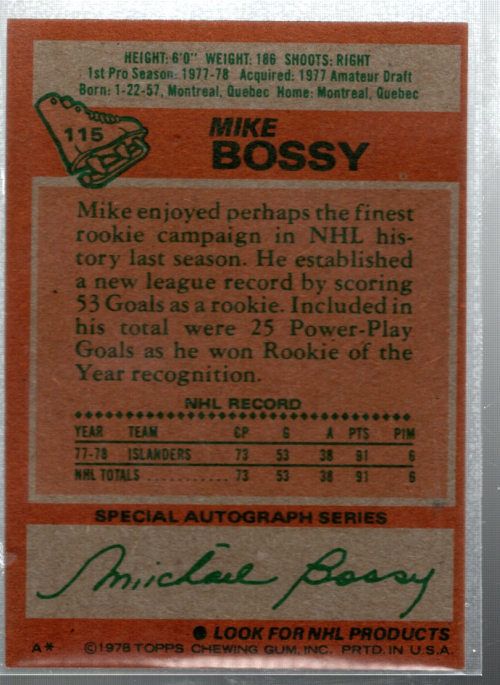 HEIGHT: 6'0" WEIGHT: 186 SHOOTS: RIGHT
1st Pro Season: 1977-78 Acquired: 1977 Amateur Draft
Born: 1-22-57, Montreal, Quebec Home: Montreal, Quebec
115
MIKE
BOSSY
Mike enjoyed perhaps the finest
rookie campaign in NHL his-
tory last season. He established
a new league record by scoring
53 Goals as a rookie. Included in
his total were 25 Power-Play
Goals as he won Rookie of the
Year recognition.
NHL RECORD
YEAR TEAM GP G A PTS PIM
77-78 ISLANDERS 73 53 38 91 6
NHL TOTALS ........... 73 53 38 91 6
SPECIAL AUTOGRAPH SERIES
Michael Bossy
● LOOK FOR NHL PRODUCTS
A* ©1978 TOPPS CHEWING GUM, INC. PRTD. IN U.S.A.